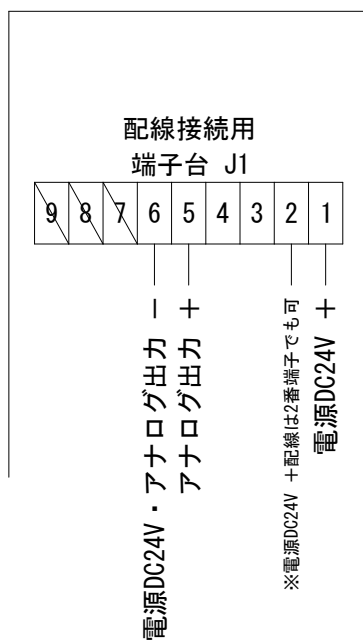 配線接続用
端子台 J1
9 8 7 6 5 4 3 2 1
電源DC24V・アナログ出力 －
アナログ出力 ＋
※電源DC24V ＋配線は2番端子でも可
電源DC24V ＋